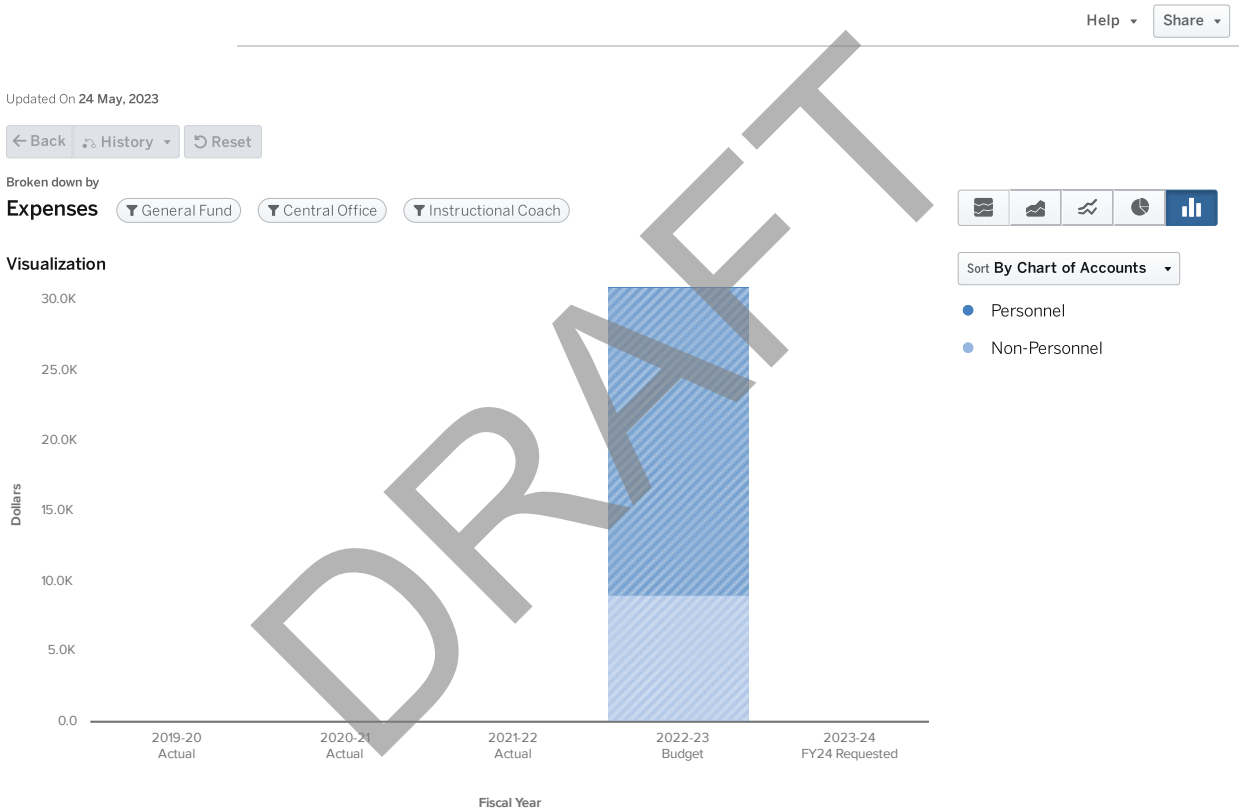 Help Share
Updated On 24 May, 2023
Back History Reset
Broken down by
Expenses General Fund Central Office Instructional Coach
Visualization
Sort By Chart of Accounts
Personnel
Non-Personnel
30.0K
25.0K
20.0K
15.0K
10.0K
5.0K
0.0
Dollars
2019-20 2020-21 2021-22 2022-23 2023-24
Actual Actual Actual Budget FY24 Requested
Fiscal Year
DRAFT